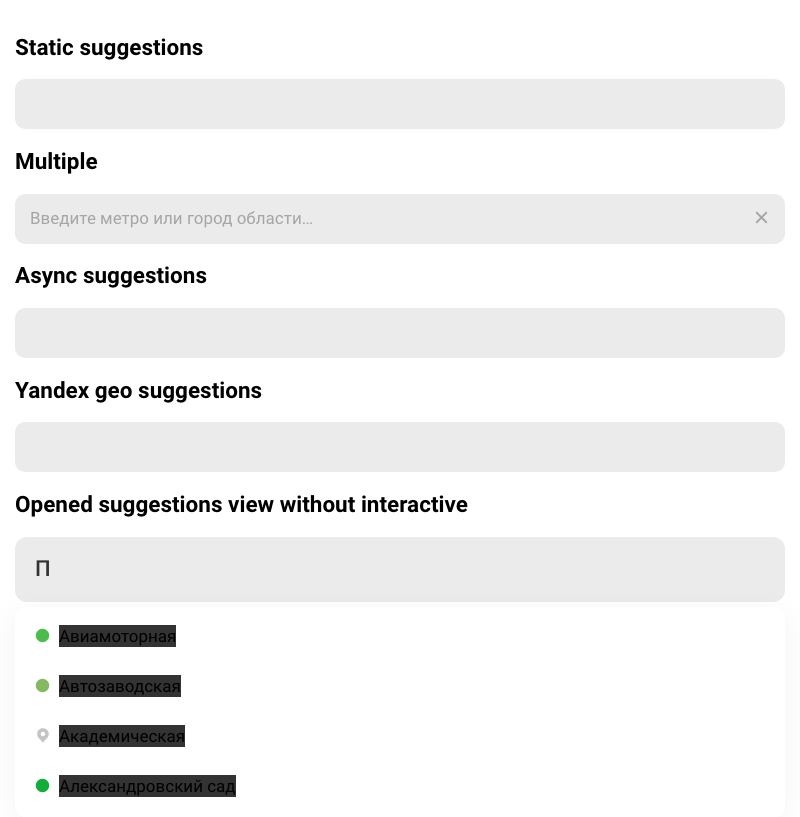 Static suggestions
Multiple
Введите метро или город области...
Async suggestions
Yandex geo suggestions
Opened suggestions view without interactive
П
Авиамоторная
Автозаводская
Академическая
Александровский сад